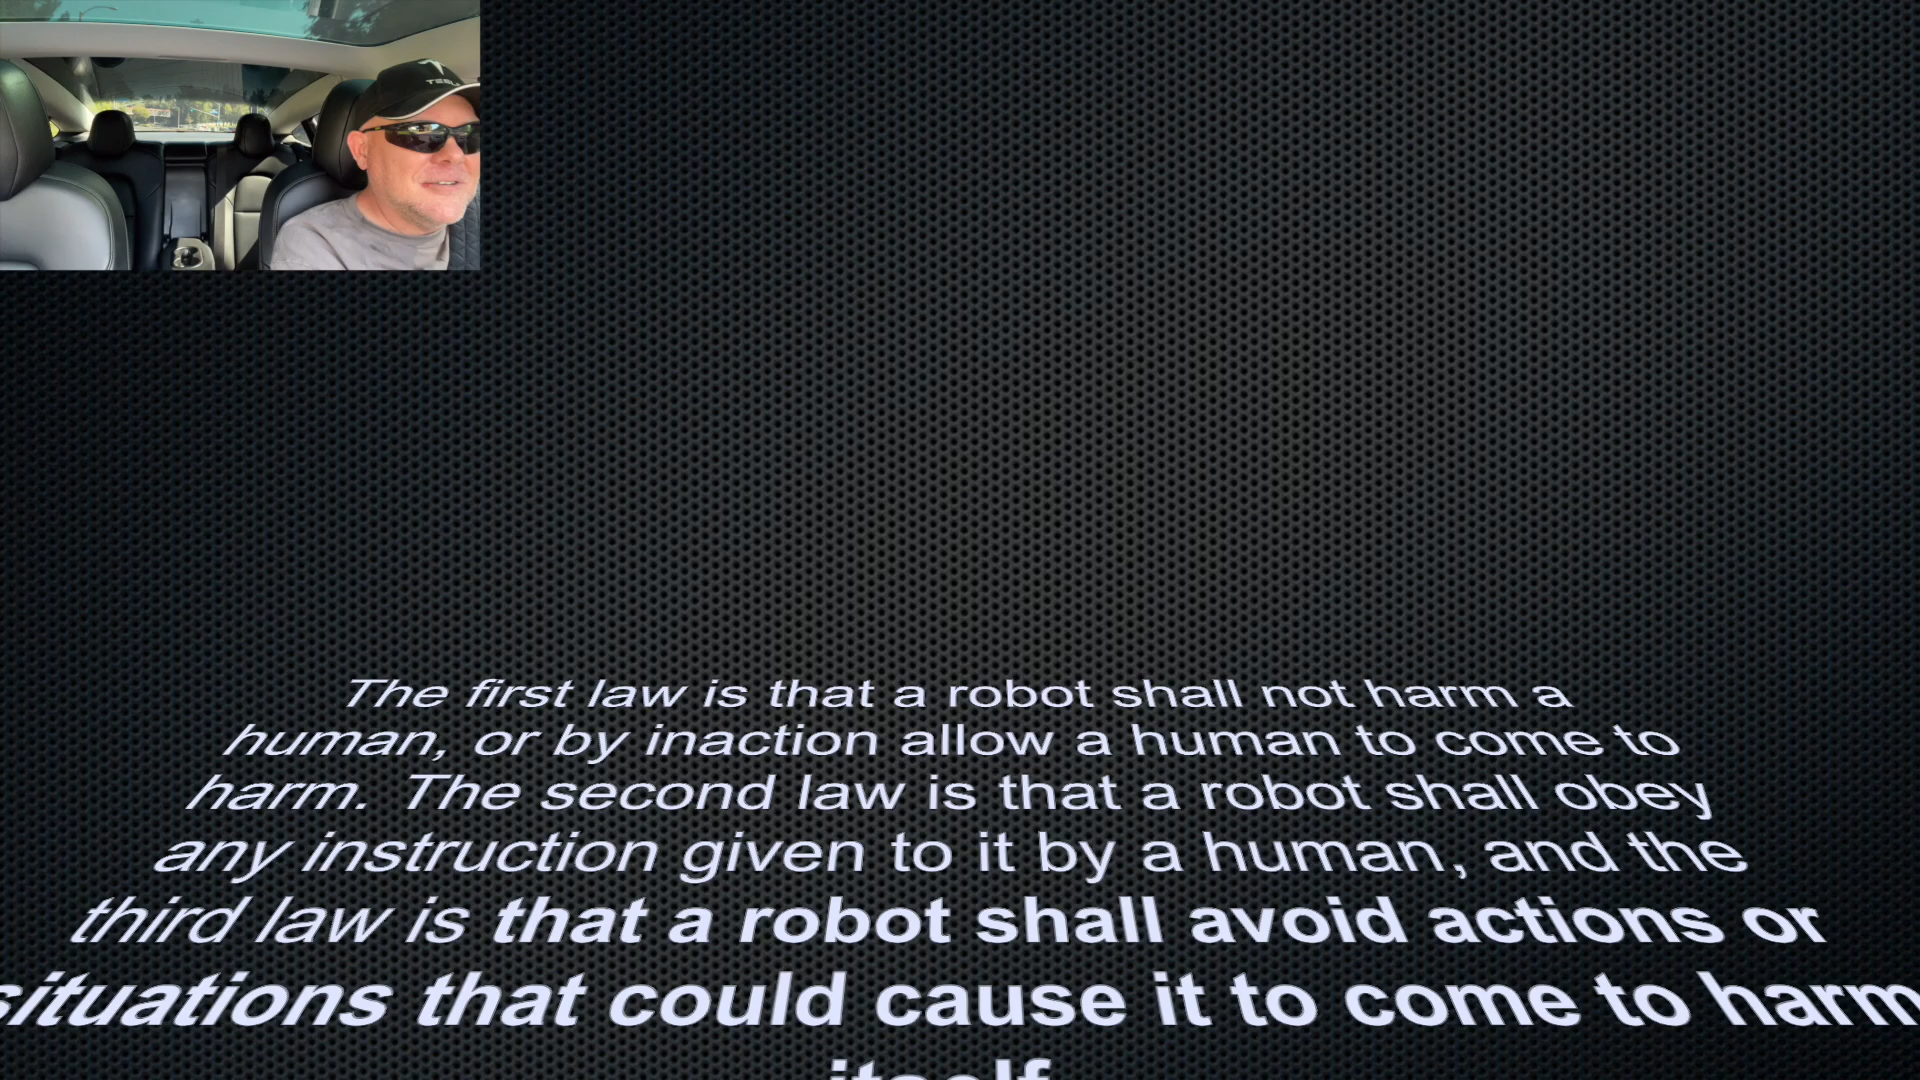 TESLA
The first law is that a robot shall not harm a
human, or by inaction allow a human to come to
harm. The second law is that a robot shall obey
any instruction given to it by a human, and the
third law is that a robot shall avoid actions or
situations that could cause it to come to harm
itself